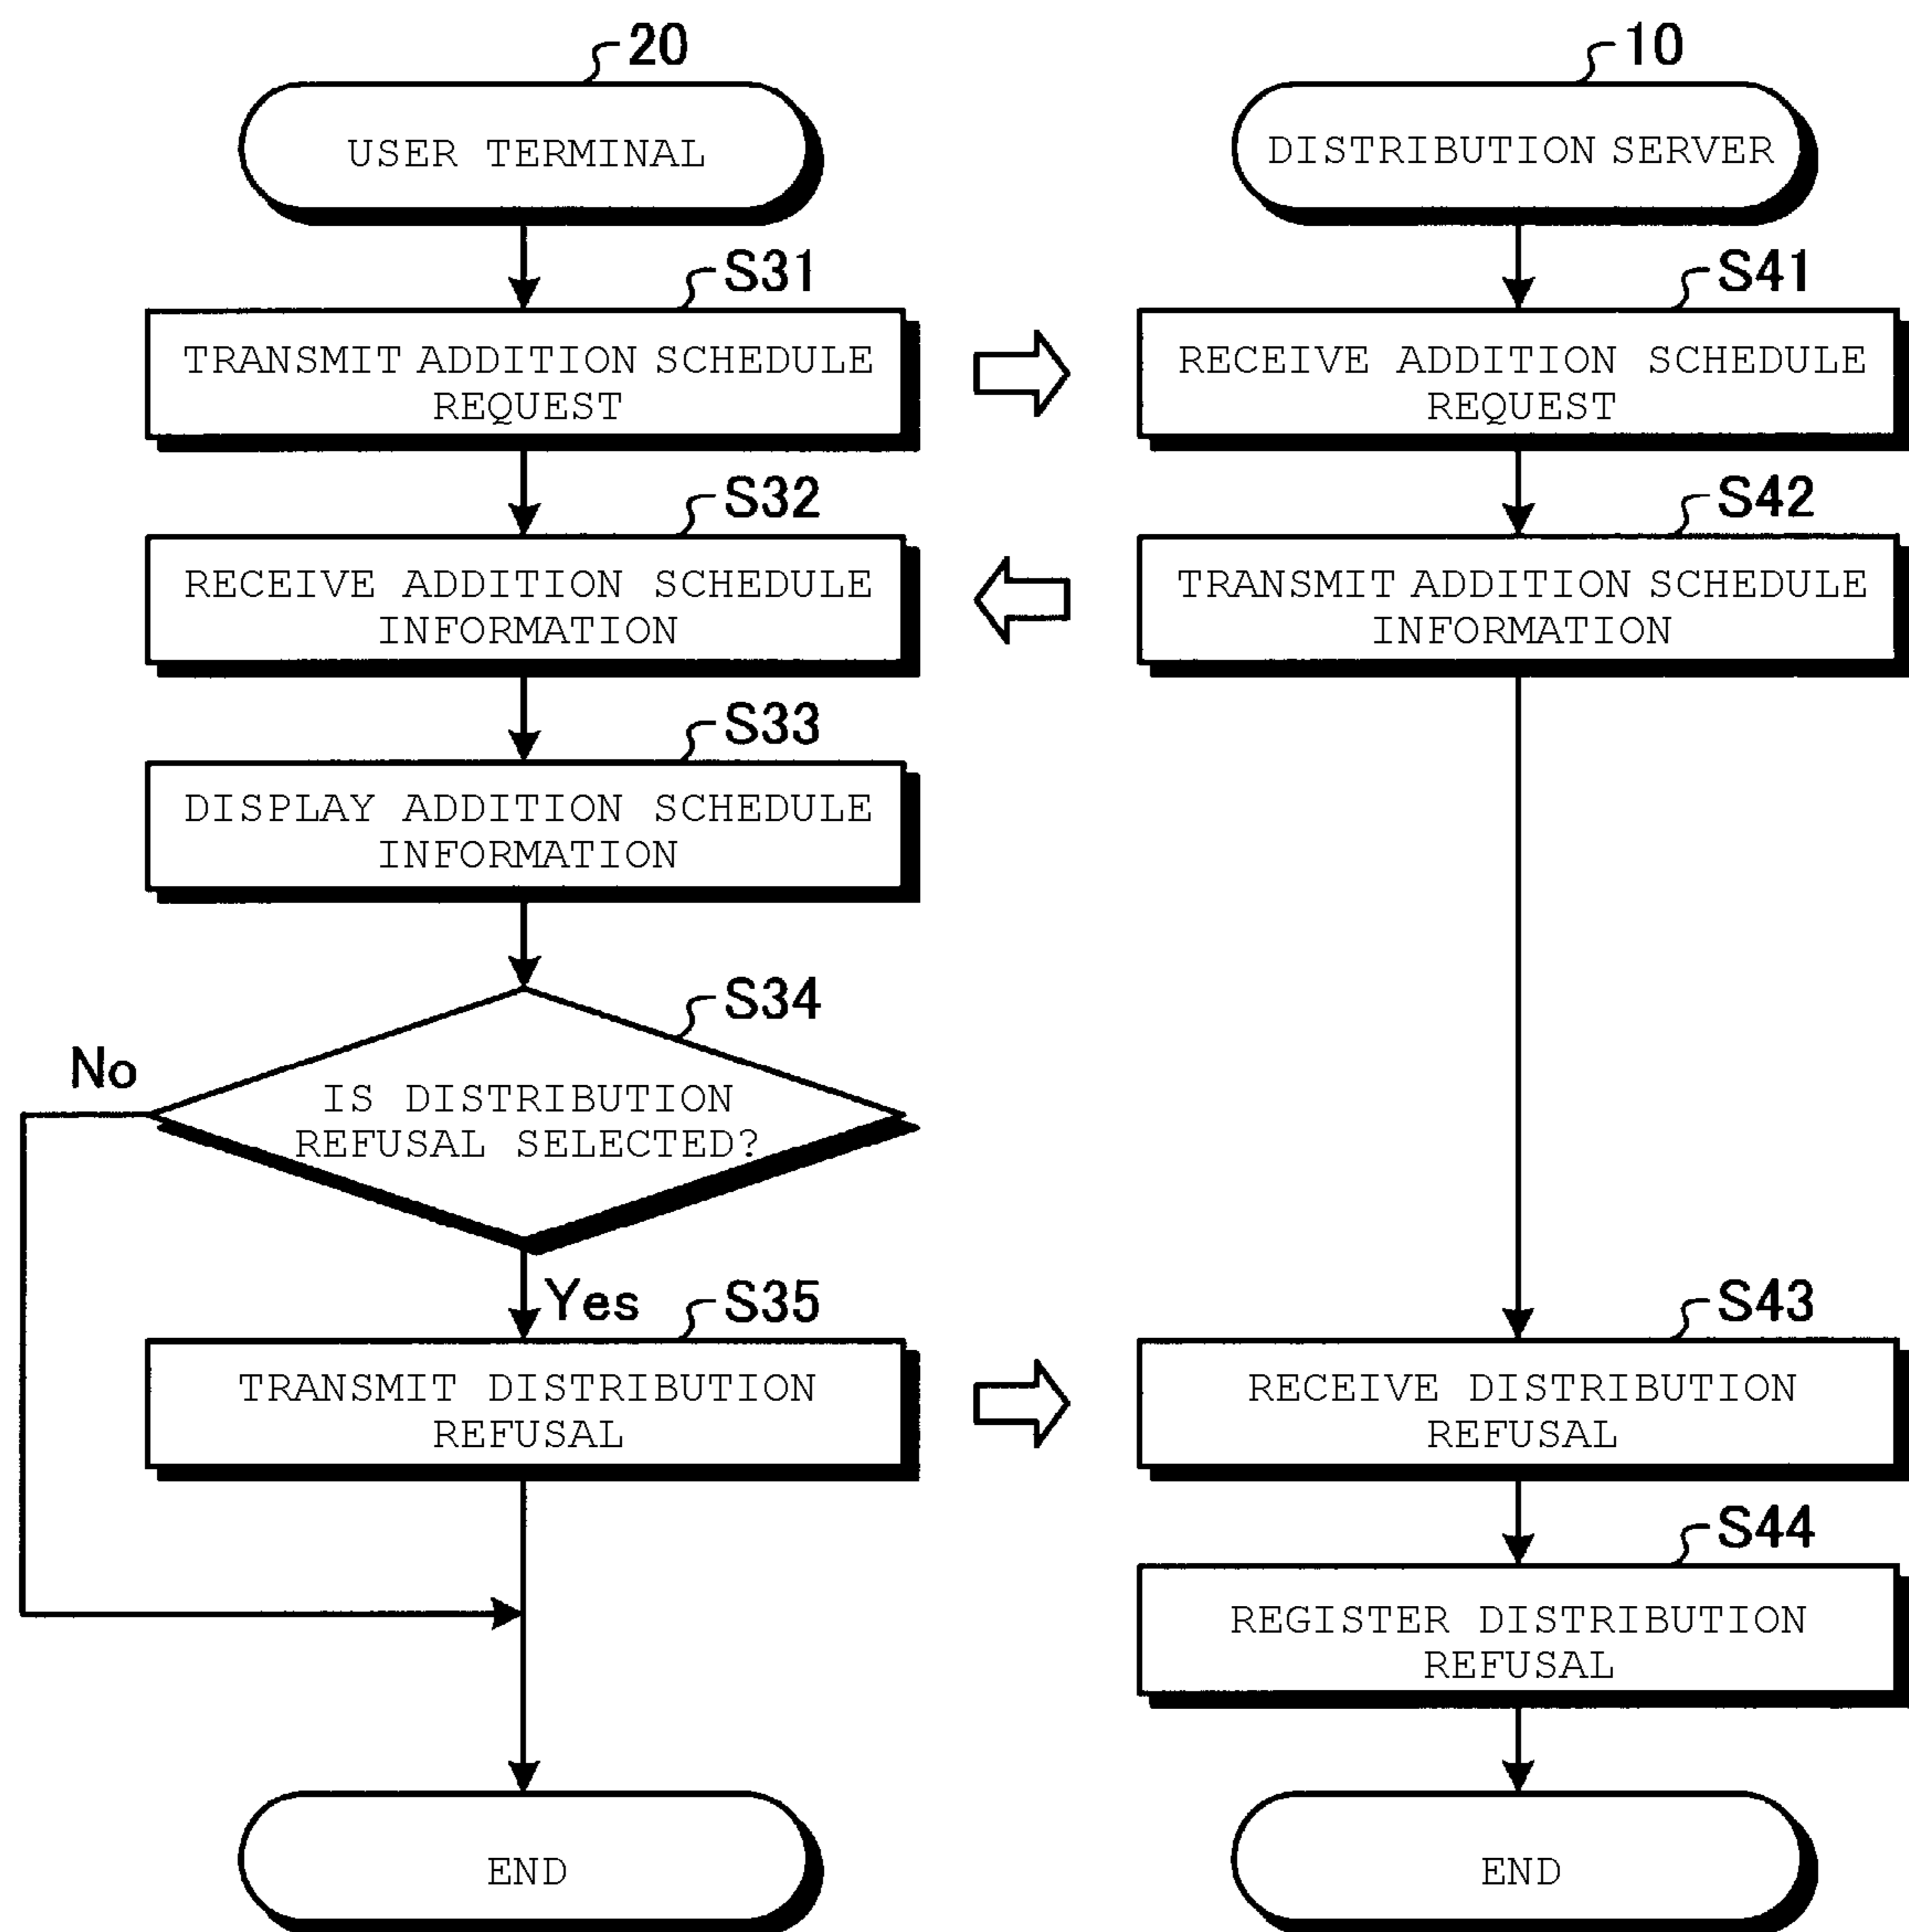 20
USER TERMINAL
S31
TRANSMIT ADDITION SCHEDULE
REQUEST
S32
RECEIVE ADDITION SCHEDULE
INFORMATION
S33
DISPLAY ADDITION SCHEDULE
INFORMATION
S34
No
IS DISTRIBUTION
REFUSAL SELECTED?
Yes
S35
TRANSMIT DISTRIBUTION
REFUSAL
END
10
DISTRIBUTION SERVER
S41
RECEIVE ADDITION SCHEDULE
REQUEST
S42
TRANSMIT ADDITION SCHEDULE
INFORMATION
S43
RECEIVE DISTRIBUTION
REFUSAL
S44
REGISTER DISTRIBUTION
REFUSAL
END